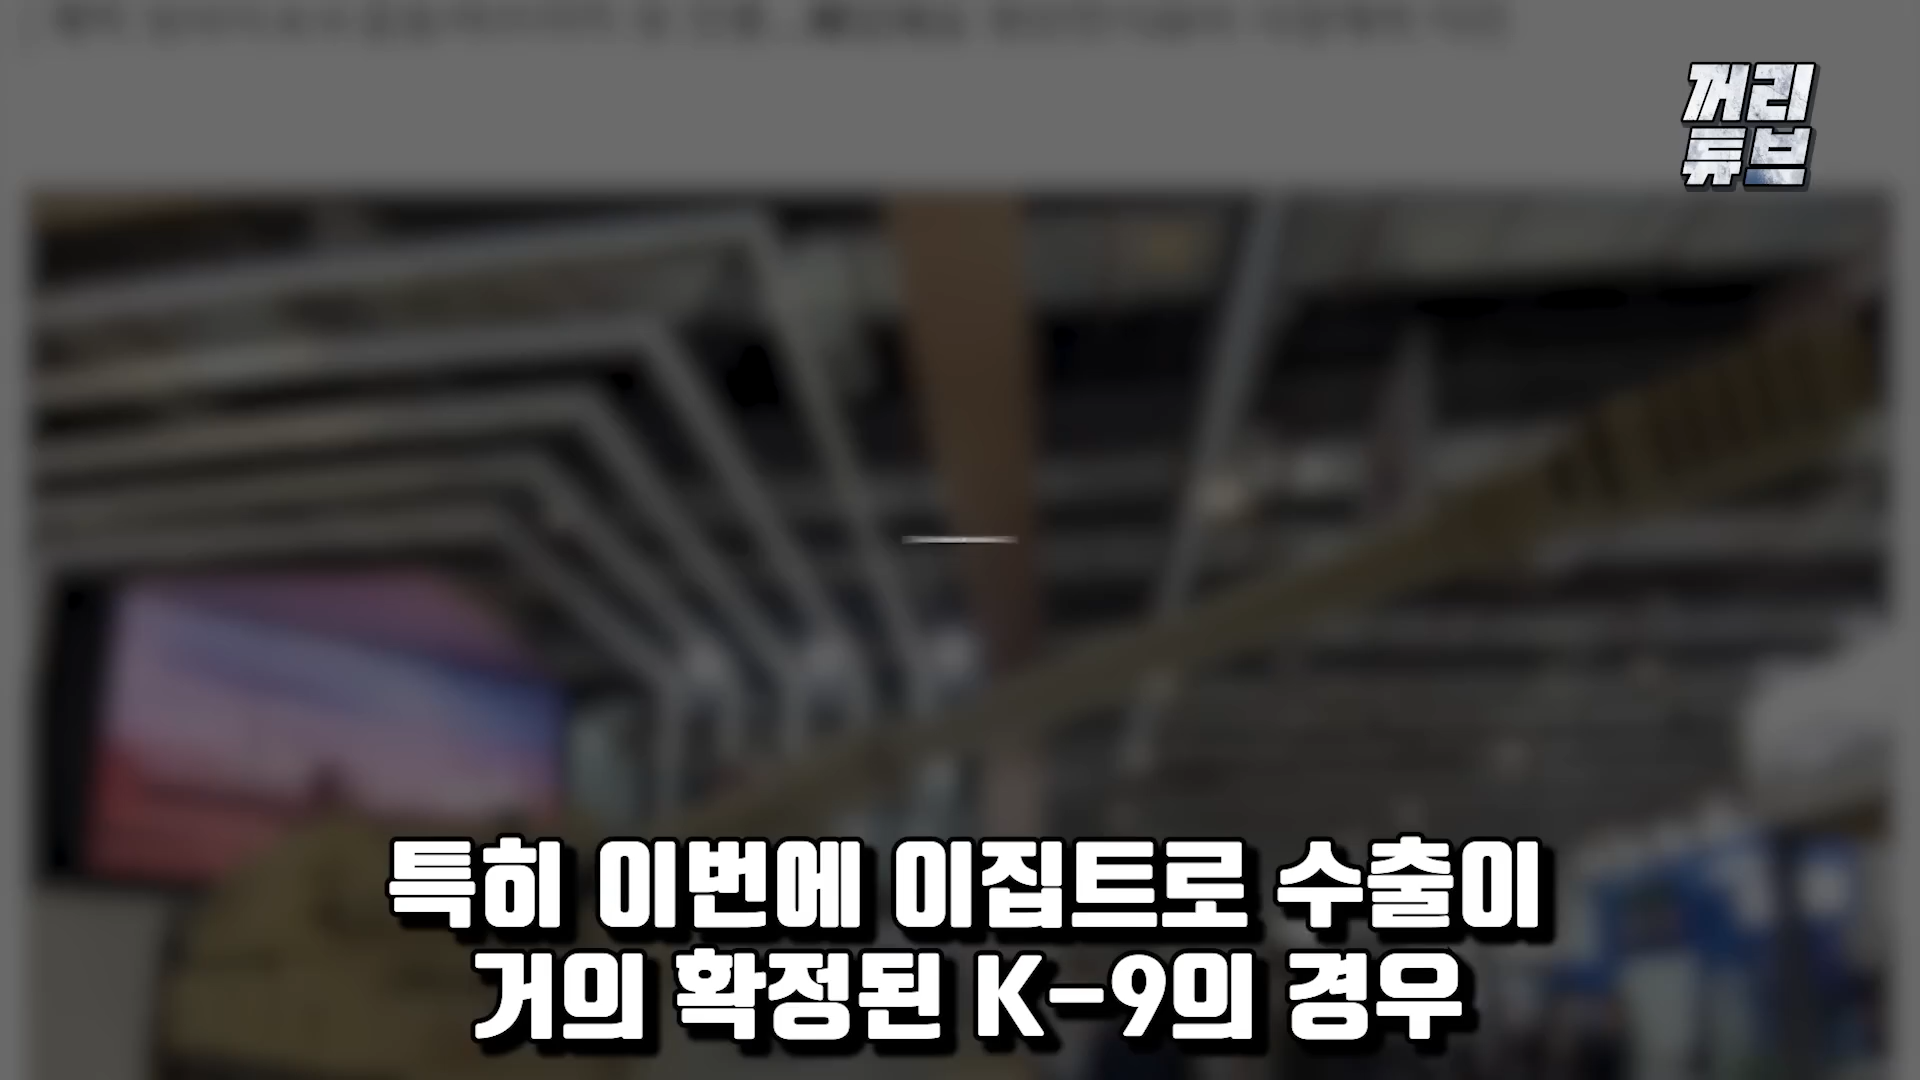 꺼리
튜브
특히 이번에 이집트로 수출이
거의 확정된 K-9의 경우